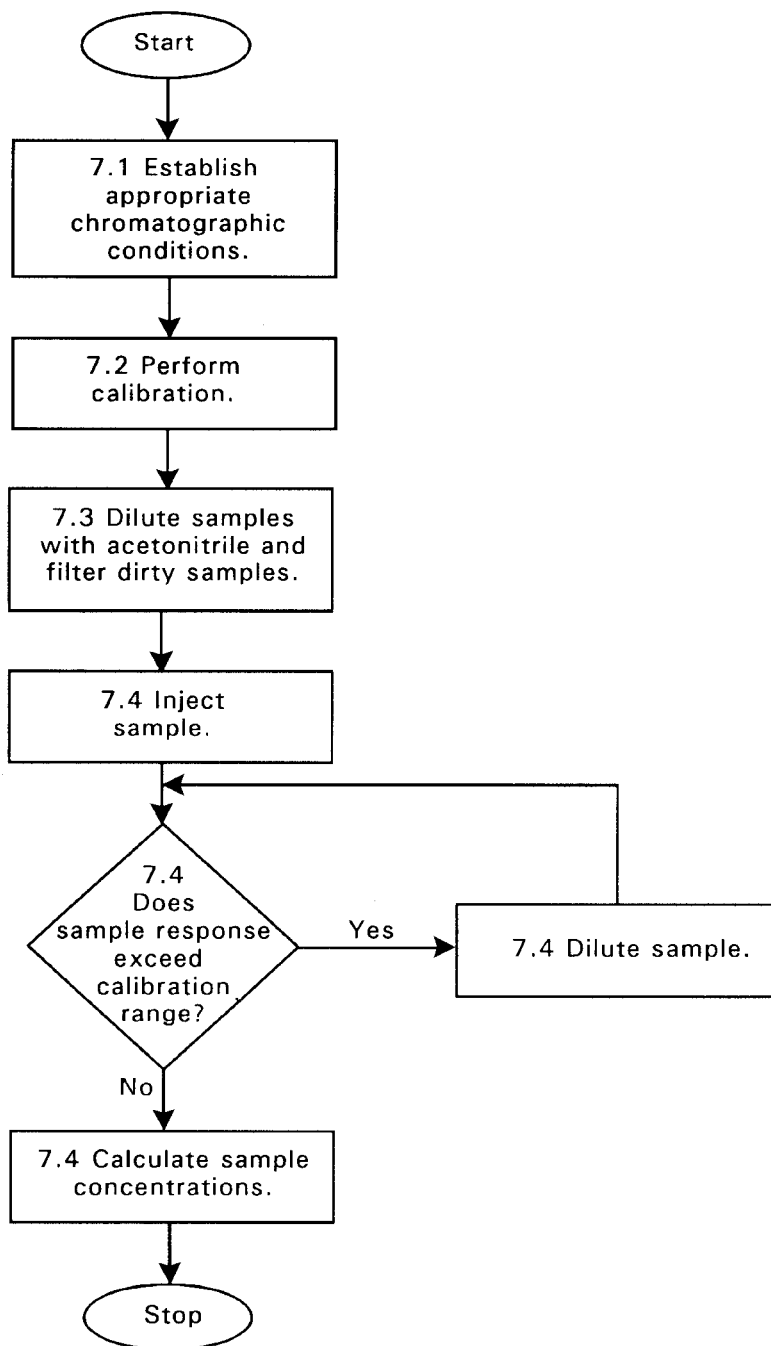 Start
7.1 Establish
appropriate
chromatographic
conditions.
7.2 Perform
calibration.
7.3 Dilute samples
with acetonitrile and
filter dirty samples.
7.4 Inject
sample.
7.4
Does
sample response
exceed
calibration
range?
Yes
7.4 Dilute sample.
No
7.4 Calculate sample
concentrations.
Stop